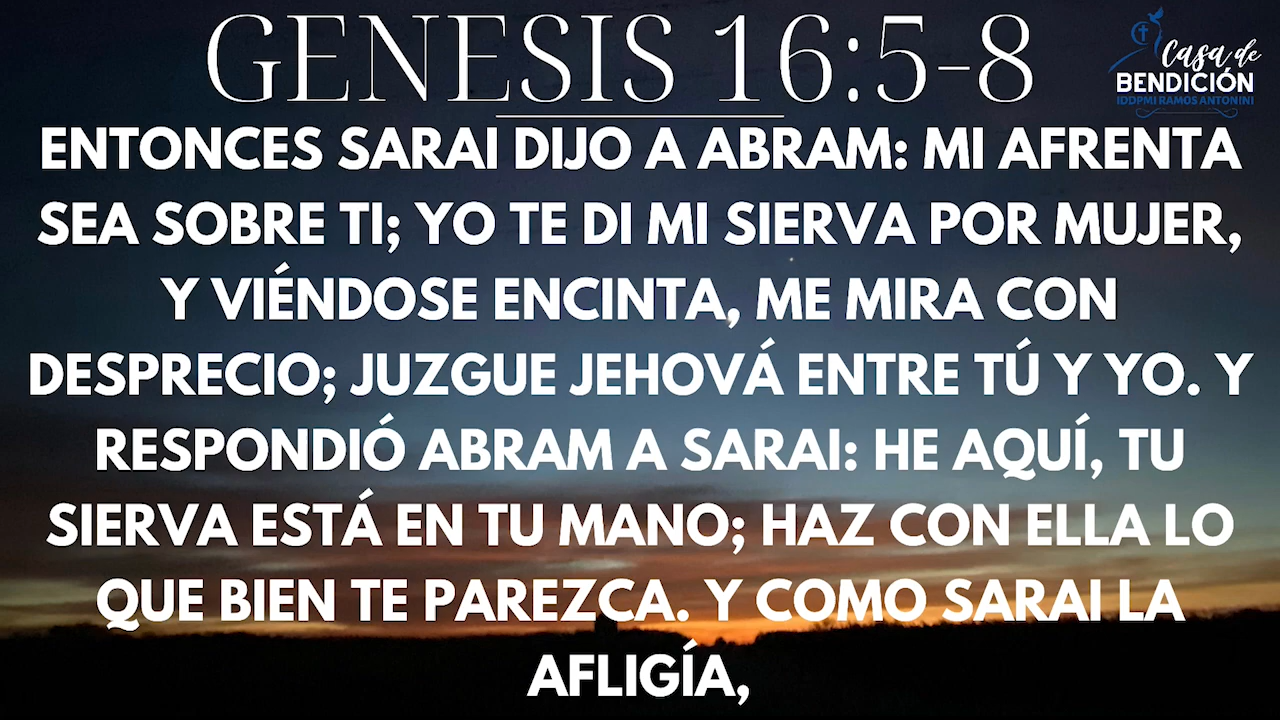 GENESIS 16:5-8
Casa de
BENDICIÓN
IDDPMI RAMOS ANTONINI
ENTONCES SARAI DIJO A ABRAM: MI AFRENTA
SEA SOBRE TI; YO TE DI MI SIERVA POR MUJER,
Y VIÉNDOSE ENCINTA, ME MIRA CON
DESPRECIO; JUZGUE JEHOVÁ ENTRE TÚ Y YO. Y
RESPONDIÓ ABRAM A SARAI: HE AQUÍ, TU
SIERVA ESTÁ EN TU MANO; HAZ CON ELLA LO
QUE BIEN TE PAREZCA. Y COMO SARAI LA
AFLIGÍA,